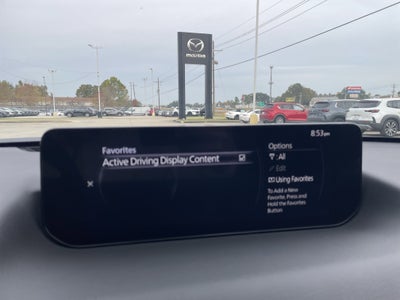 mazda
8:53pm
Favorites
Active Driving Display Content
Options
: All
Edit
Using Favorites
To Add a New
Favorite, Press and
Hold the Favorites
Button